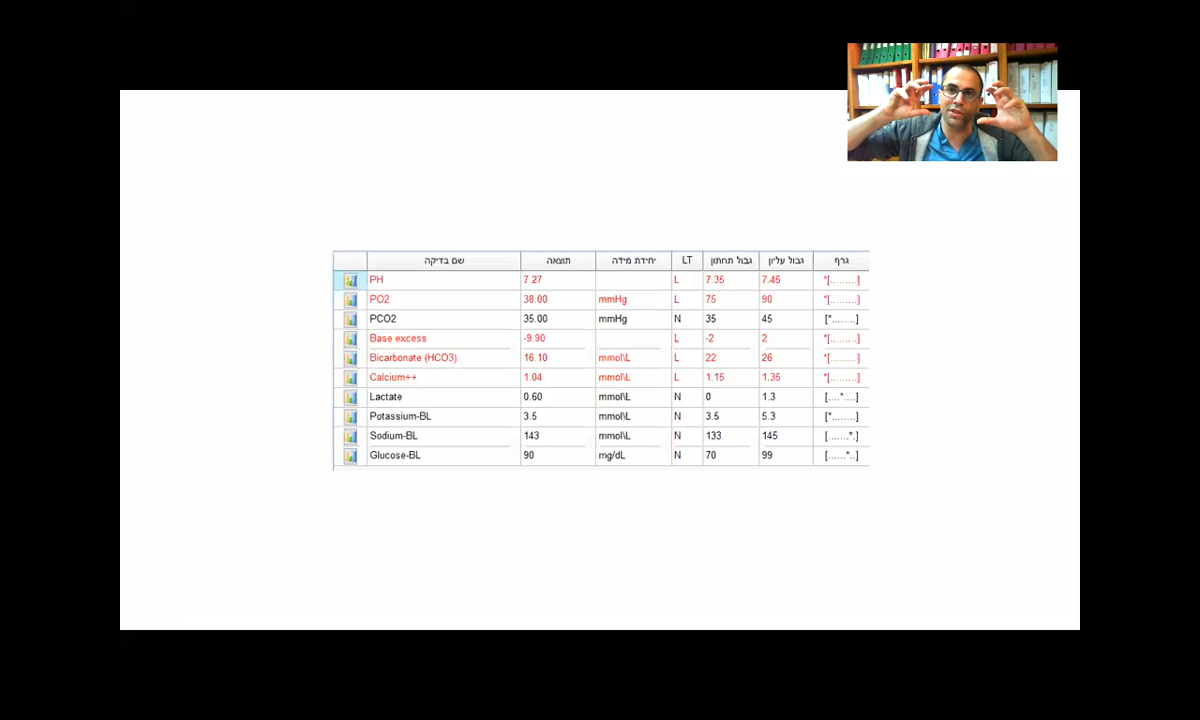 שם בדיקה תוצאה יחידת מידה LT גבול תחתון גבול עליון גרף
PH 7.27 L 7.35 7.45 *[.........]
PO2 38.00 mmHg L 75 90 *[.........]
PCO2 35.00 mmHg N 35 45 [*........]
Base excess -9.90 L -2 2 *[.........]
Bicarbonate (HCO3) 16.10 mmol\L L 22 26 *[.........]
Calcium++ 1.04 mmol\L L 1.15 1.35 *[.........]
Lactate 0.60 mmol\L N 0 1.3 [....*....]
Potassium-BL 3.5 mmol\L N 3.5 5.3 [*........]
Sodium-BL 143 mmol\L N 133 145 [.......*.]
Glucose-BL 90 mg/dL N 70 99 [......*..]